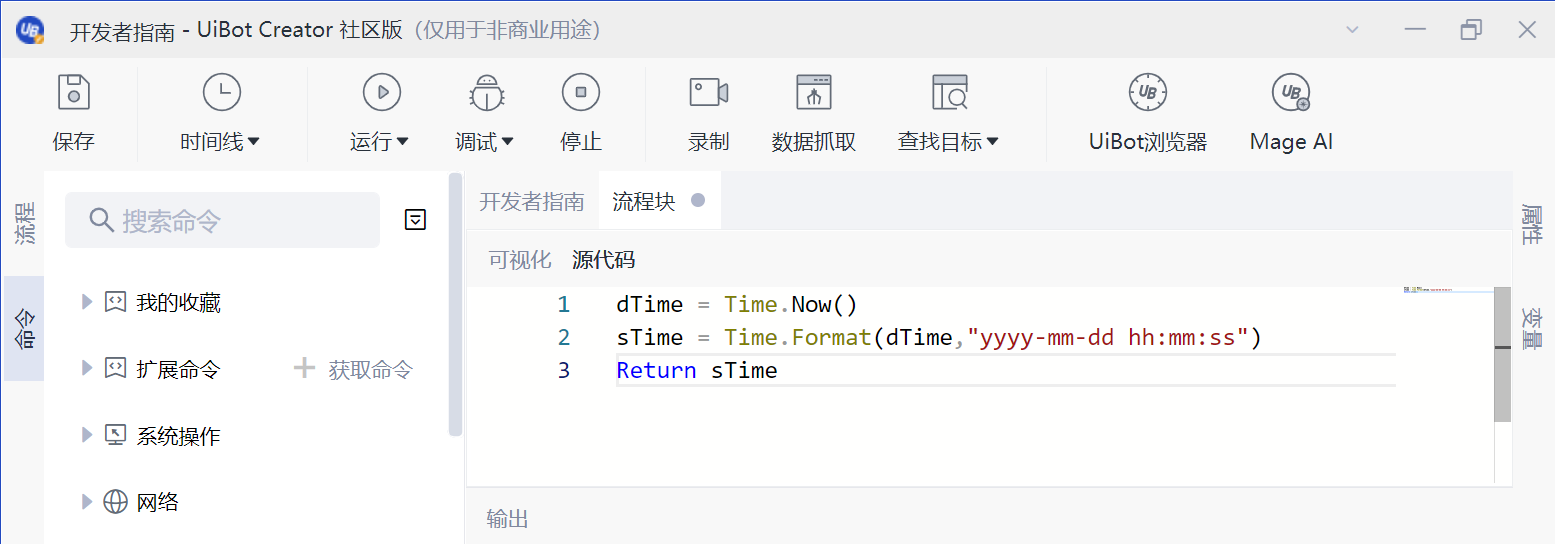 开发者指南 - UiBot Creator 社区版 (仅用于非商业用途)
保存 时间线 运行 调试 停止 录制 数据抓取 查找目标 UiBot浏览器 Mage AI
流程
命令
搜索命令
我的收藏
扩展命令 获取命令
系统操作
网络
开发者指南 流程块
可视化 源代码
1 dTime = Time.Now()
2 sTime = Time.Format(dTime,"yyyy-mm-dd hh:mm:ss")
3 Return sTime
输出
属性
变量